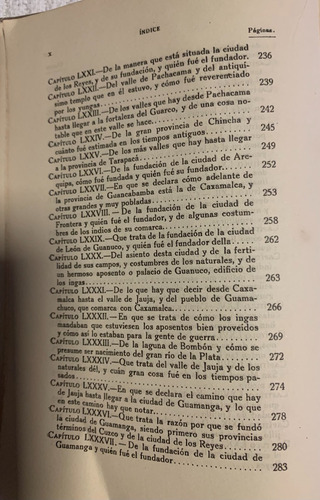 X
ÍNDICE
Páginas.
CAPÍTULO LXXI.—De la manera que está situada la ciudad
de los Reyes, y de su fundación, y quién fué el fundador.
236
CAPÍTULO LXXII.—Del valle de Pachacama y del antiquí-
simo templo que en él estuvo, y cómo fué reverenciado
por los yungas.
239
CAPÍTULO LXXIII.—De los valles que hay desde Pachacama
hasta llegar a la fortaleza del Guarco, y de una cosa no-
table que en este valle se hace.
242
CAPÍTULO LXXIV.—De la gran provincia de Chincha y
cuánto fué estimada en los tiempos antiguos
245
CAPÍTULO LXXV.—De los más valles que hay hasta llegar
a la provincia de Tarapacá.
249
CAPÍTULO LXXVI.—De la fundación de la ciudad de Are-
quipa, cómo fué fundada y quién fué su fundador.
252
CAPÍTULO LXXVII.—En que se declara cómo adelante de
la provincia de Guancabamba está la de Caxamalca, y
otras grandes y muy pobladas
253
CAPÍTULO LXXVIII.—De la fundación de la ciudad de
Frontera y quién fué el fundador, y de algunas costum-
bres de los indios de su comarca
258
CAPÍTULO LXXIX.—Que trata de la fundación de la ciudad
de León de Guanuco, y quién fué el fundador della.
262
CAPÍTULO LXXX.—Del asiento desta ciudad y de la ferti-
lidad de sus campos, y costumbres de los naturales, y de
un hermoso aposento o palacio de Guanuco, edificio de
los ingas
263
CAPÍTULO LXXXI.—De lo que hay que decir desde Caxa-
malca hasta el valle de Jauja, y del pueblo de Guama-
chuco, que comarca con Caxamalca.
266
CAPÍTULO LXXXII.—En que se trata de cómo los ingas
mandaban que estuviesen los aposentos bien proveídos
y cómo así lo estaban para la gente de guerra
269
CAPÍTULO LXXXIII.—De la laguna de Bombón y cómo se
presume ser nacimiento del gran río de la Plata
272
CAPÍTULO LXXXIV.—Que trata del valle de Jauja y de los
naturales dél, y cuán gran cosa fué en los tiempos pa-
sados
274
CAPÍTULO LXXXV.—En que se declara el camino que hay
de Jauja hasta llegar a la ciudad de Guamanga, y lo que
en este camino hay que notar
278
CAPÍTULO LXXXVI.—Que trata la razón por que se fundó
la ciudad de Guamanga, siendo primero sus provincias
términos del Cuzco y de la ciudad de los Reyes
280
CAPÍTULO LXXXVII.—De la fundación de la ciudad de
Guamanga y quién fué el fundador
283